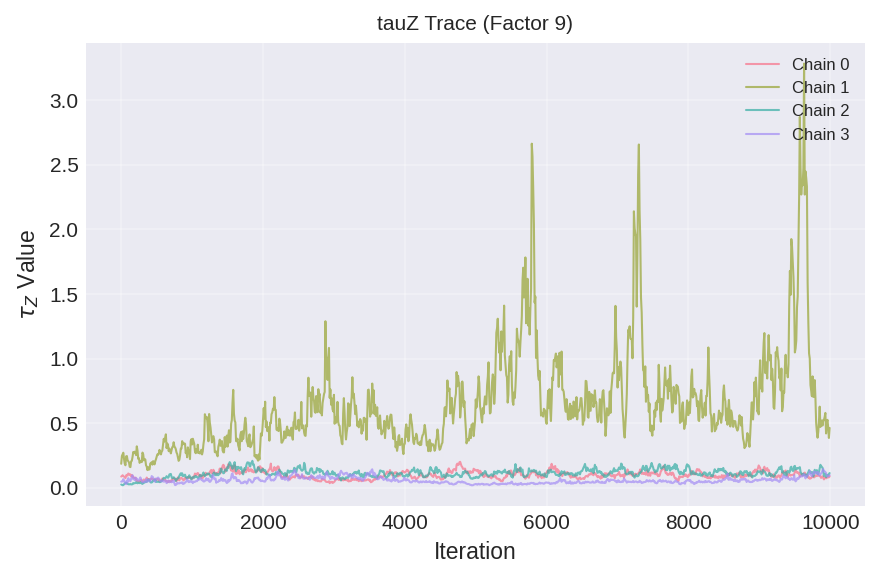 tauZ Trace (Factor 9)
Chain 0
Chain 1
Chain 2
Chain 3
3.0
2.5
2.0
1.5
1.0
0.5
0.0
τZ Value
0 2000 4000 6000 8000 10000
Iteration